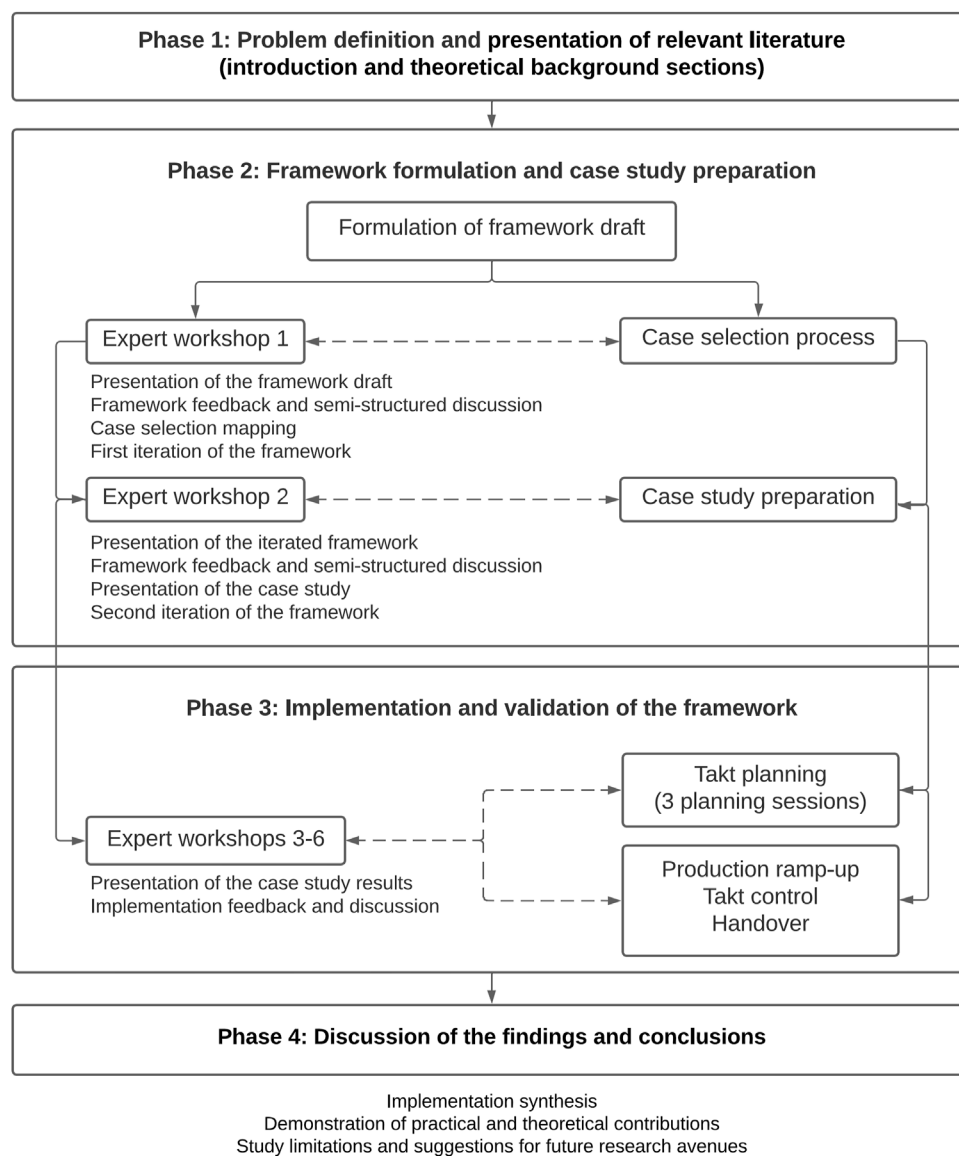 Phase 1: Problem definition and presentation of relevant literature
(introduction and theoretical background sections)
Phase 2: Framework formulation and case study preparation
Formulation of framework draft
Expert workshop 1
Case selection process
Presentation of the framework draft
Framework feedback and semi-structured discussion
Case selection mapping
First iteration of the framework
Expert workshop 2
Case study preparation
Presentation of the iterated framework
Framework feedback and semi-structured discussion
Presentation of the case study
Second iteration of the framework
Phase 3: Implementation and validation of the framework
Takt planning
(3 planning sessions)
Expert workshops 3-6
Presentation of the case study results
Implementation feedback and discussion
Production ramp-up
Takt control
Handover
Phase 4: Discussion of the findings and conclusions
Implementation synthesis
Demonstration of practical and theoretical contributions
Study limitations and suggestions for future research avenues